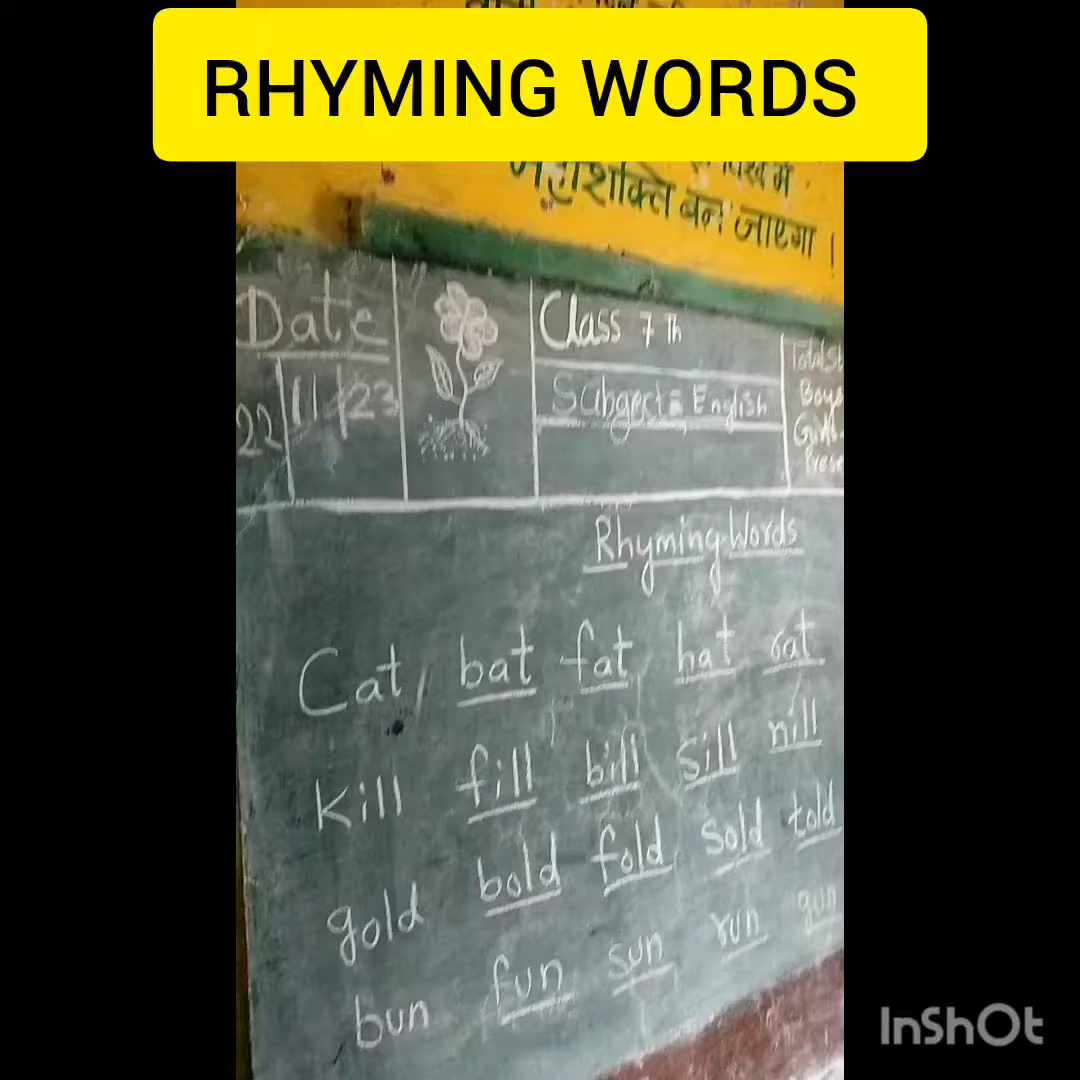 RHYMING WORDS
महाशक्ति बन जाएगा ।
Date
22 11 23
Class 7 Th
Subgect = English
Rhyming Words
Cat, bat fat hat rat
Kill fill bill sill nill
gold bold fold sold told
bun fun sun run gun
InShOt